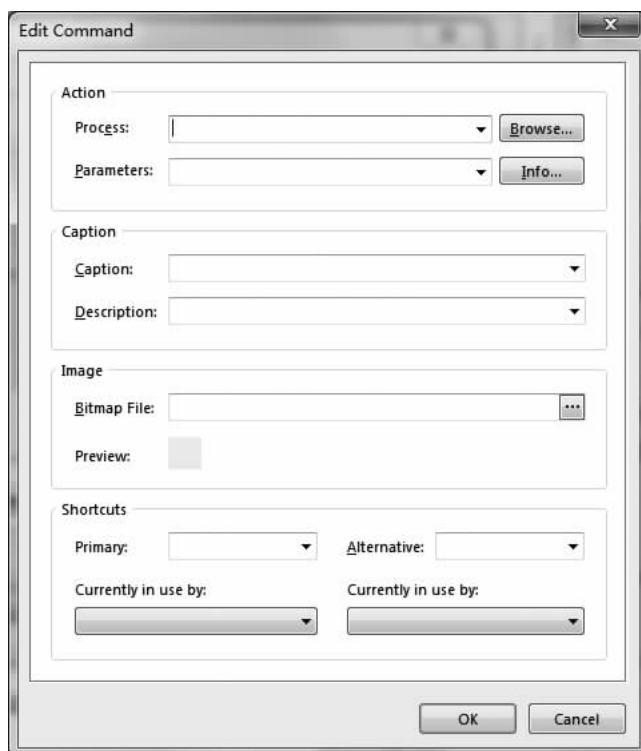 Edit Command
Action
Process:
Browse...
Parameters:
Info...
Caption
Caption:
Description:
Image
Bitmap File:
...
Preview:
Shortcuts
Primary:
Alternative:
Currently in use by:
Currently in use by:
OK
Cancel